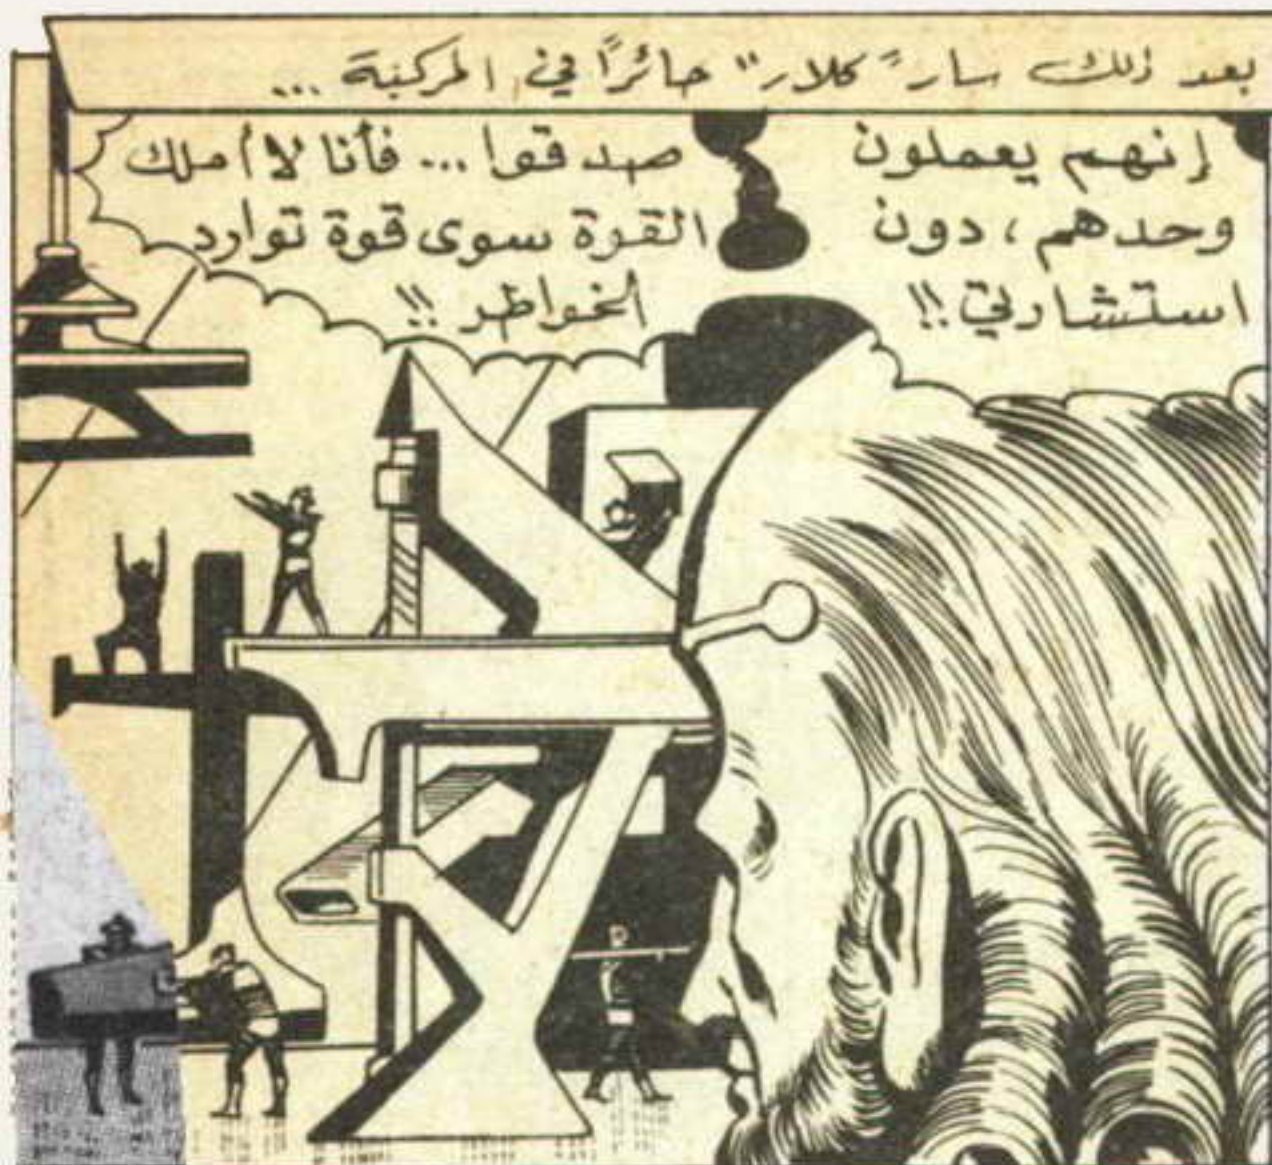 بعد ذلك سار "كلار" حائرًا في المركبة ...
إنهم يعملون
وحدهم، دون
استشارتي!!
صدقوا ... فأنا لا أملك
القوة سوى قوة توارد
الخواطر!!